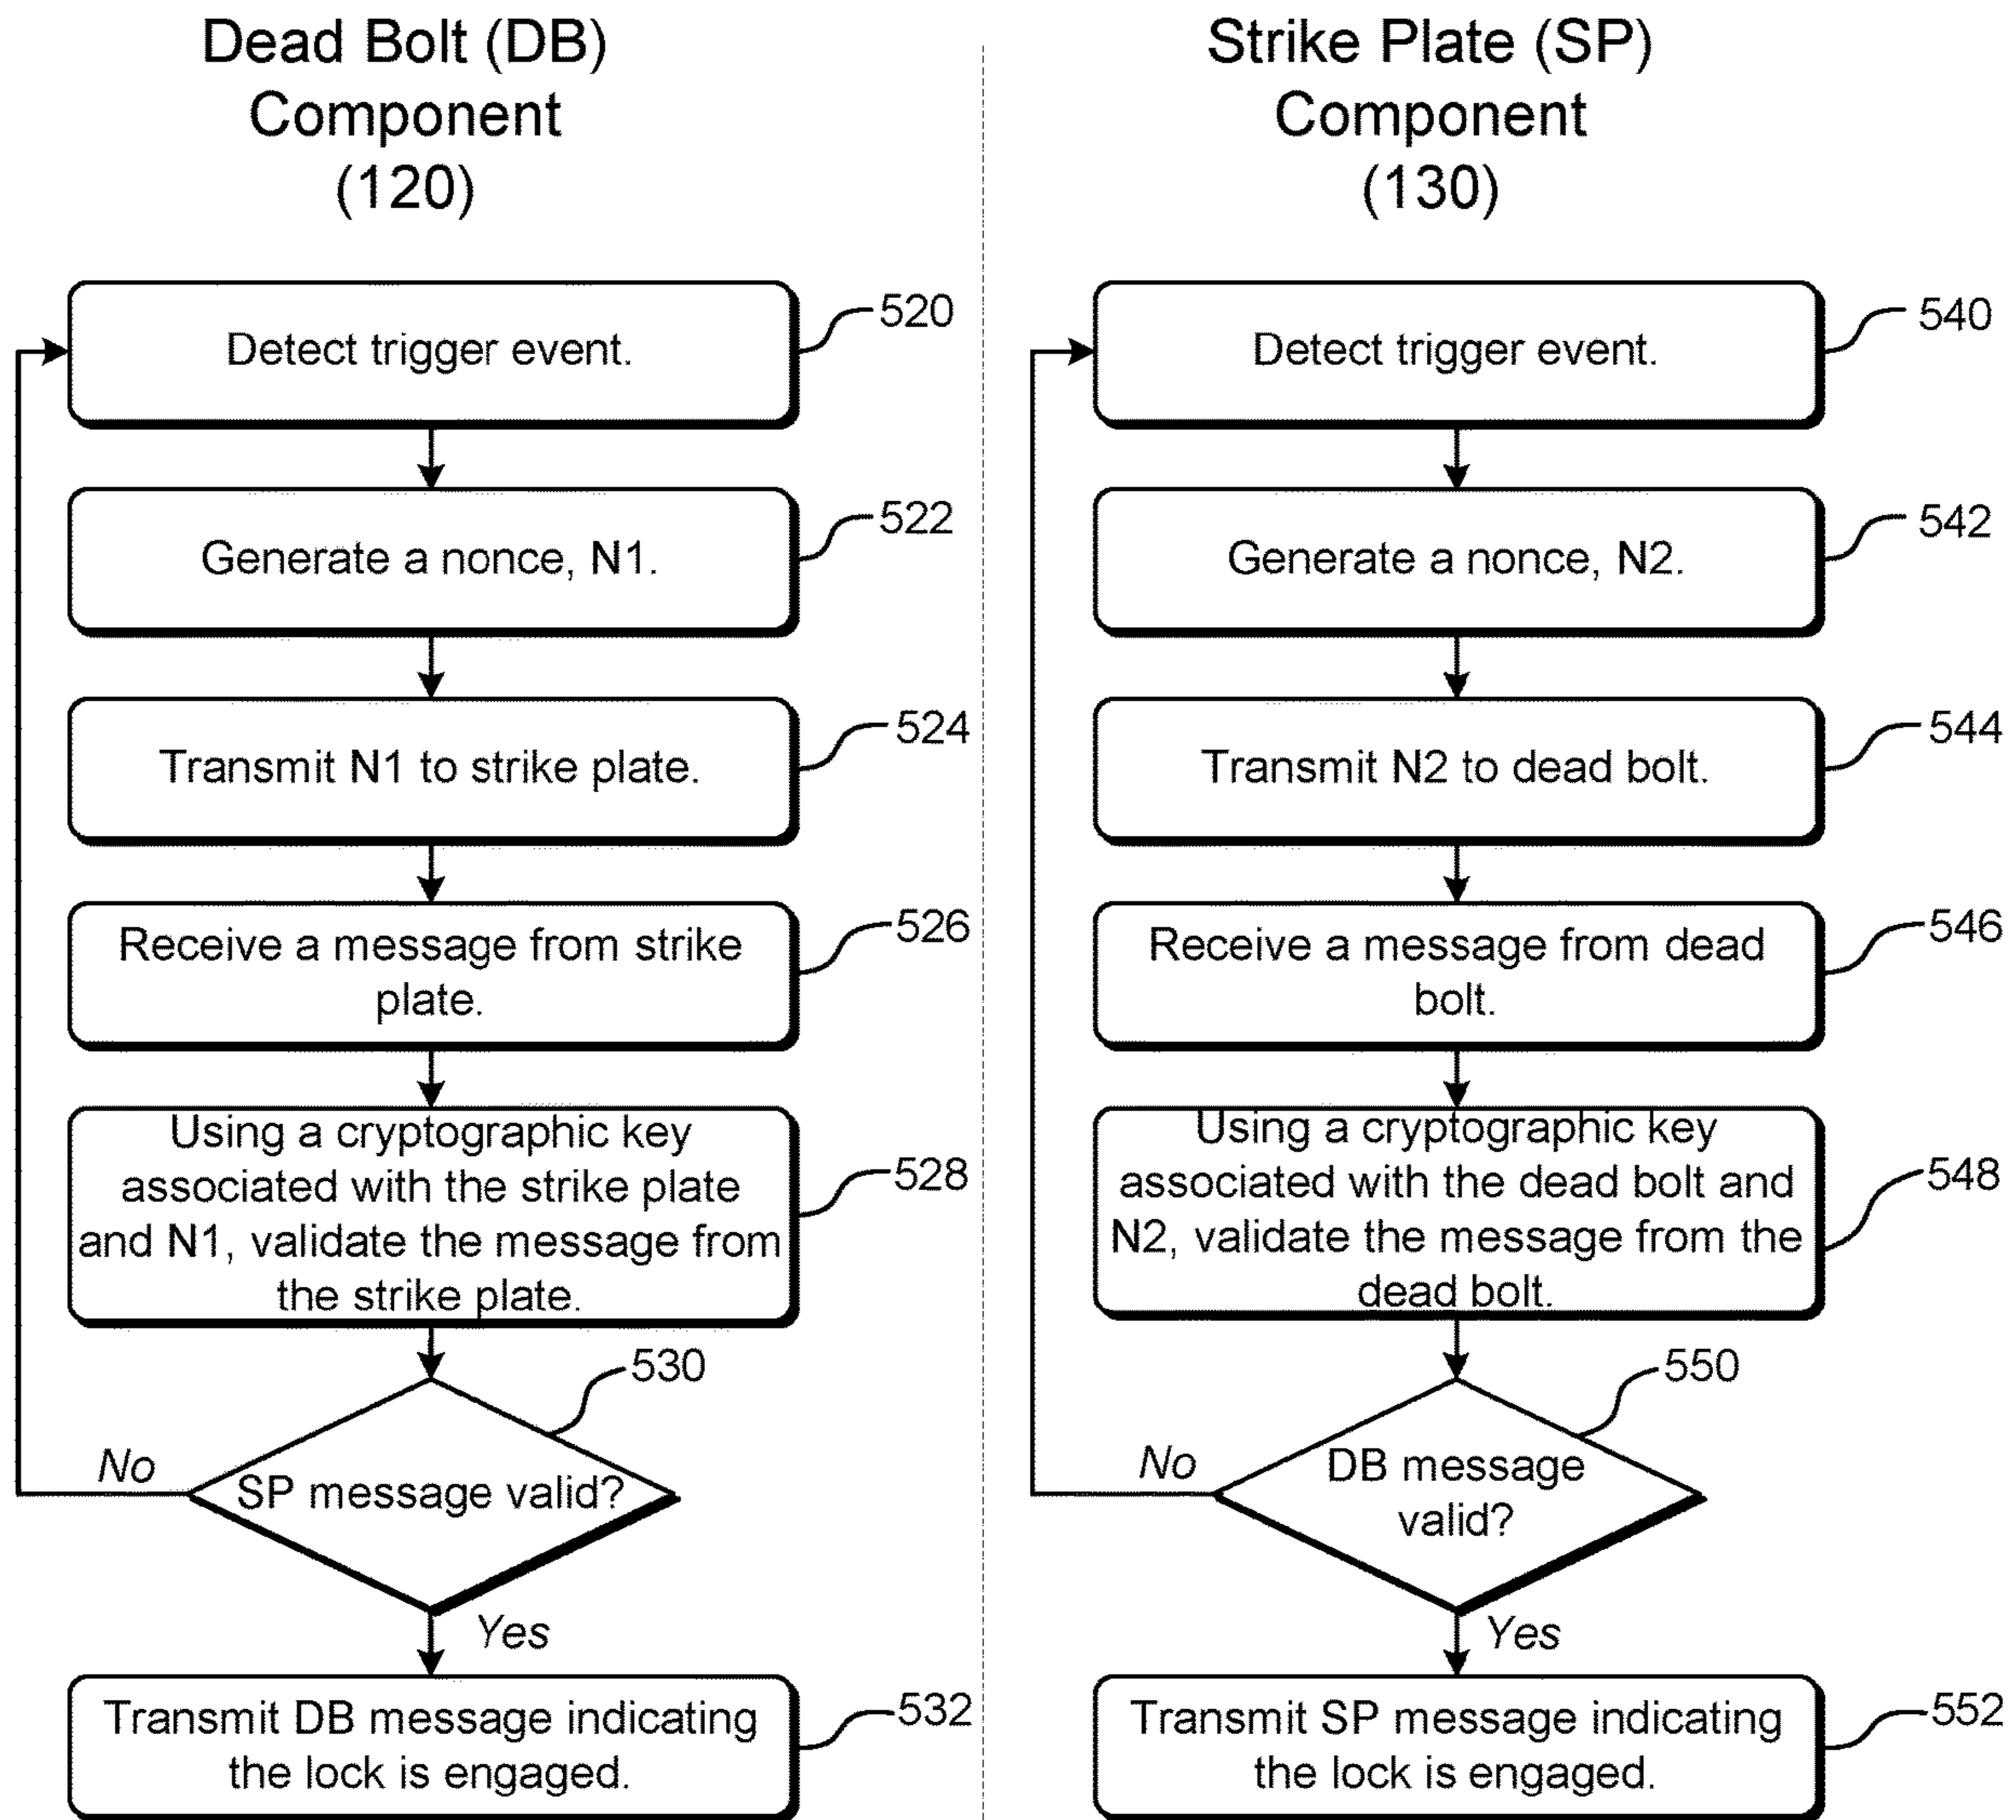 Dead Bolt (DB)
Component
(120)
Detect trigger event.
520
Generate a nonce, N1.
522
Transmit N1 to strike plate.
524
Receive a message from strike
plate.
526
Using a cryptographic key
associated with the strike plate
and N1, validate the message from
the strike plate.
528
SP message valid?
530
No
Yes
Transmit DB message indicating
the lock is engaged.
532
Strike Plate (SP)
Component
(130)
Detect trigger event.
540
Generate a nonce, N2.
542
Transmit N2 to dead bolt.
544
Receive a message from dead
bolt.
546
Using a cryptographic key
associated with the dead bolt and
N2, validate the message from the
dead bolt.
548
DB message
valid?
550
No
Yes
Transmit SP message indicating
the lock is engaged.
552